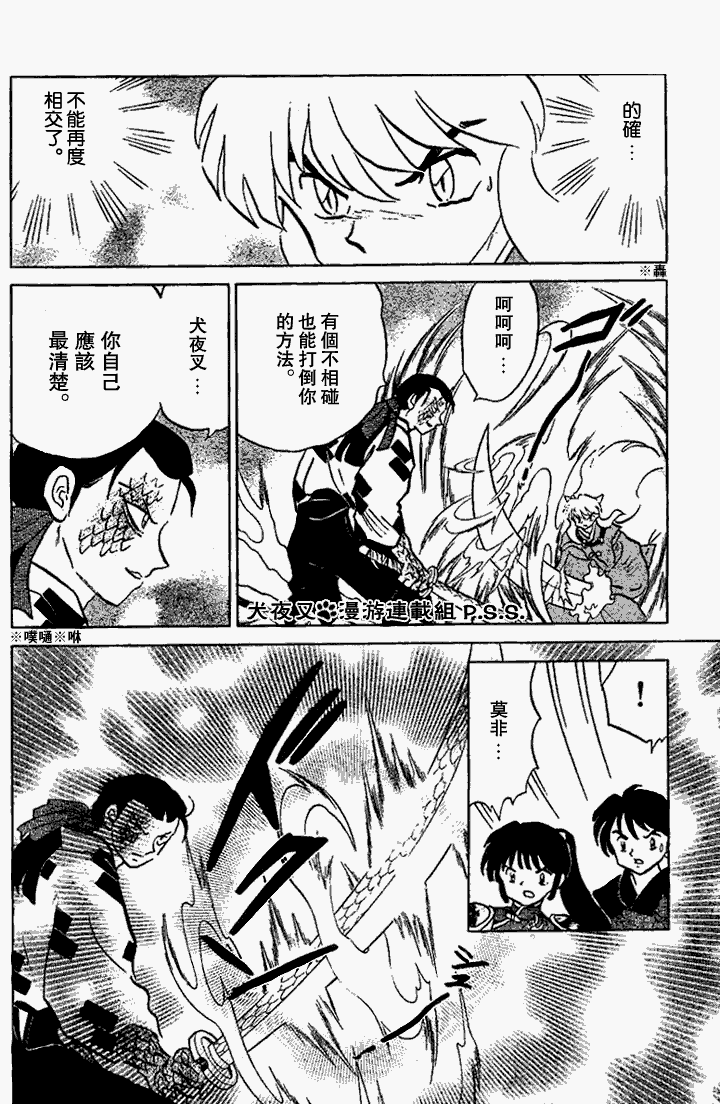 的確…
不能再度
相交了。
※轟
呵呵呵…
ゴ
有個不相碰
也能打倒你
的方法。
犬夜叉…
你自己
應該
最清楚。
犬夜叉漫游連載組 P.S.S.
※噗嗵※咻
！
莫非…